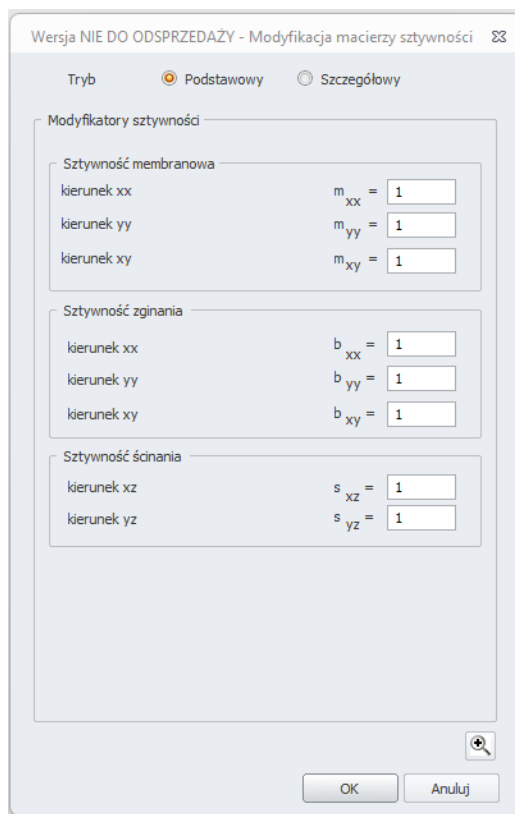 Wersja NIE DO ODSPRZEDAŻY - Modyfikacja macierzy sztywności
Tryb Podstawowy Szczegółowy
Modyfikatory sztywności
Sztywność membranowa
kierunek xx m xx = 1
kierunek yy m yy = 1
kierunek xy m xy = 1
Sztywność zginania
kierunek xx b xx = 1
kierunek yy b yy = 1
kierunek xy b xy = 1
Sztywność ścinania
kierunek xz s xz = 1
kierunek yz s yz = 1
OK Anuluj